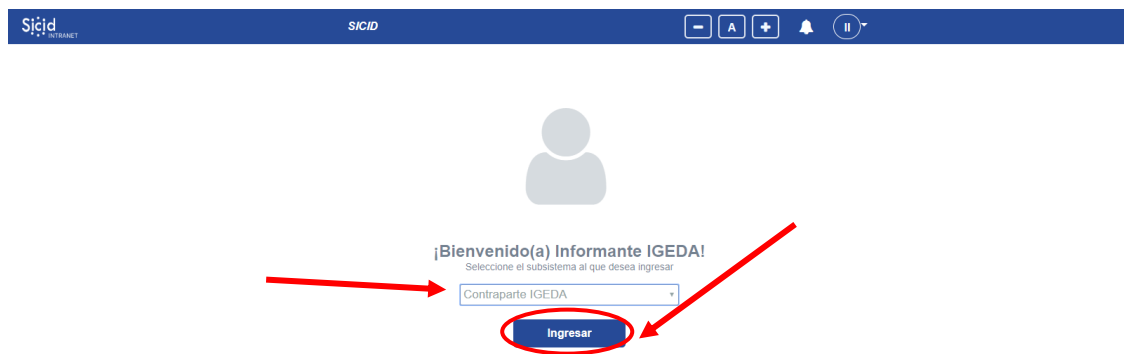 Sicid
INTRANET
SICID
- A +
II
¡Bienvenido(a) Informante IGEDA!
Seleccione el subsistema al que desea ingresar
Contraparte IGEDA
Ingresar